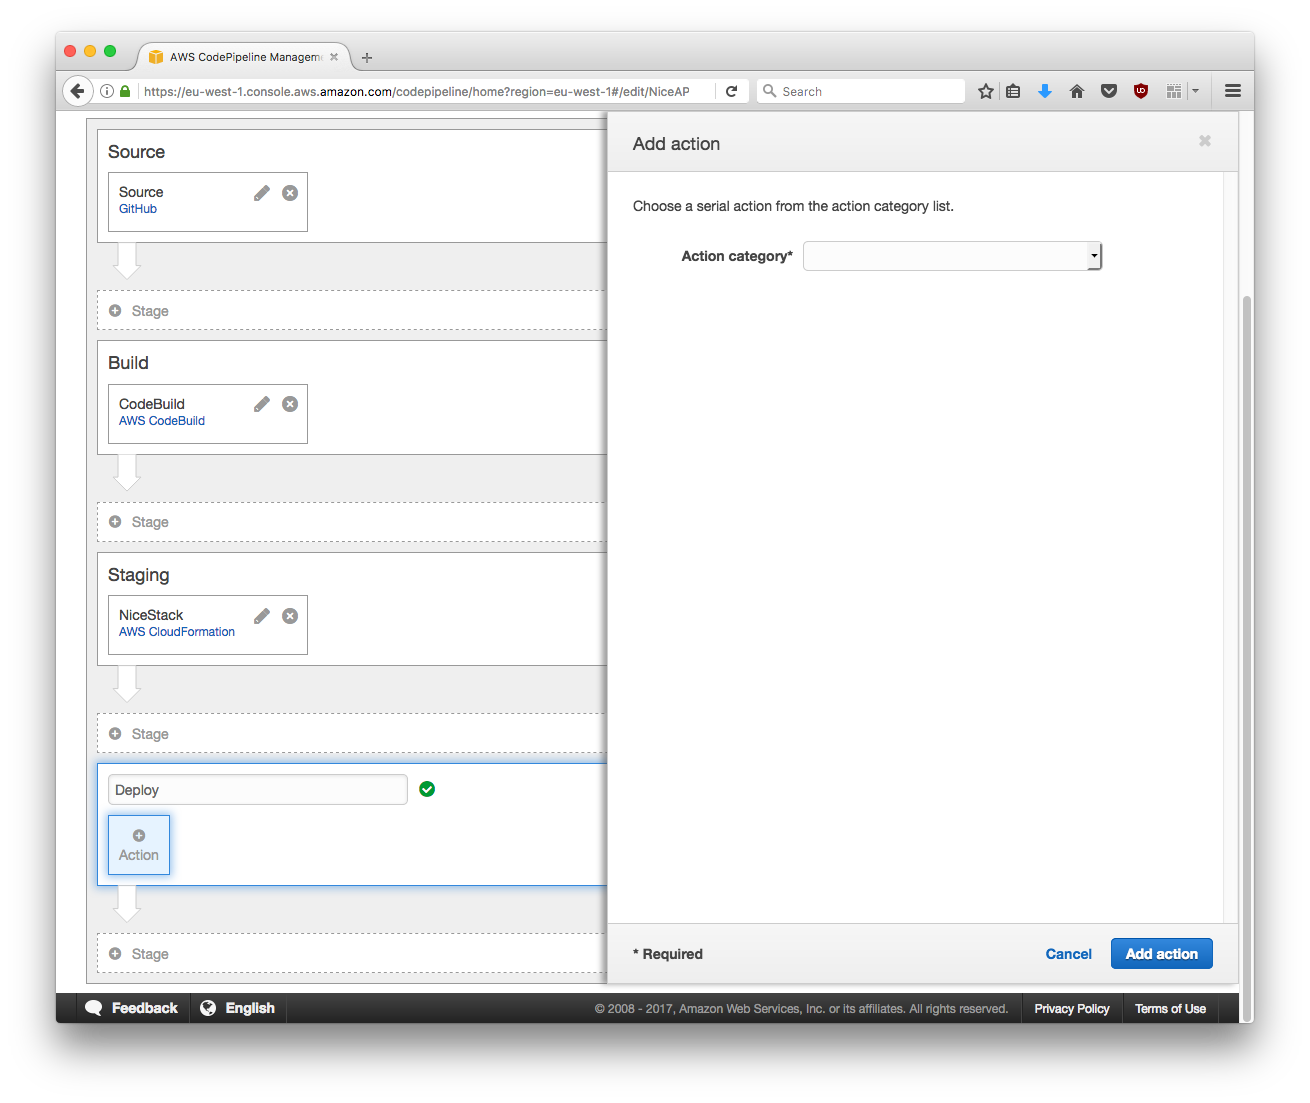 AWS CodePipeline Managem
https://eu-west-1.console.aws.amazon.com/codepipeline/home?region=eu-west-1#/edit/NiceAP
Search
Source
Source
GitHub
Stage
Build
CodeBuild
AWS CodeBuild
Stage
Staging
NiceStack
AWS CloudFormation
Stage
Deploy
Action
Stage
Add action
Choose a serial action from the action category list.
Action category*
* Required
Cancel
Add action
Feedback
English
© 2008 - 2017, Amazon Web Services, Inc. or its affiliates. All rights reserved.
Privacy Policy
Terms of Use